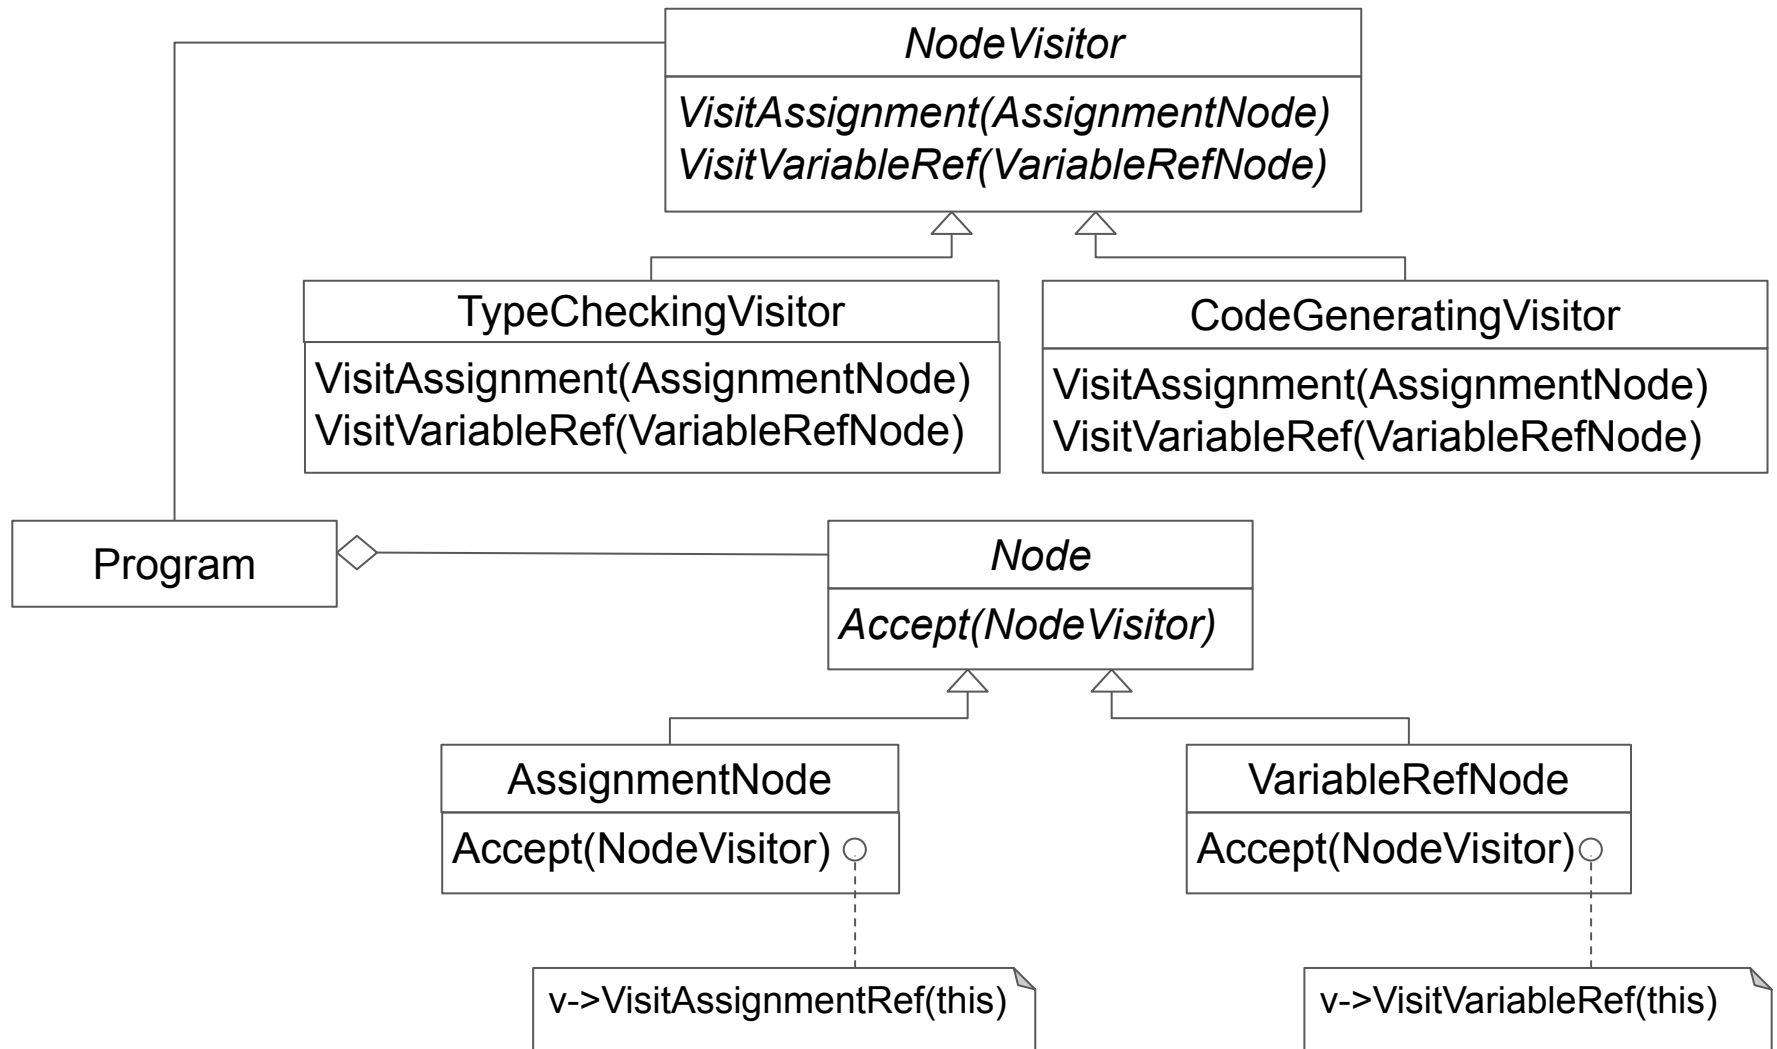 NodeVisitor
VisitAssignment(AssignmentNode)
VisitVariableRef(VariableRefNode)
TypeCheckingVisitor
VisitAssignment(AssignmentNode)
VisitVariableRef(VariableRefNode)
CodeGeneratingVisitor
VisitAssignment(AssignmentNode)
VisitVariableRef(VariableRefNode)
Program
Node
Accept(NodeVisitor)
AssignmentNode
Accept(NodeVisitor)
VariableRefNode
Accept(NodeVisitor)
v->VisitAssignmentRef(this)
v->VisitVariableRef(this)